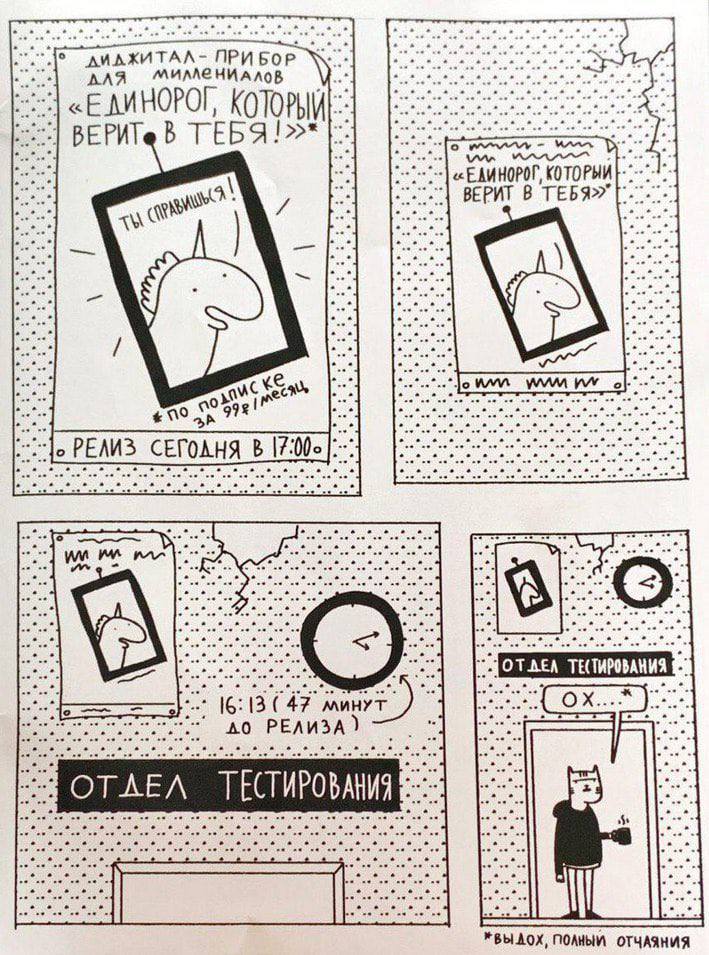 ДИДЖИТАЛ-ПРИБОР
ДЛЯ МИЛЛЕНИАЛОВ
«ЕДИНОРОГ, КОТОРЫЙ
ВЕРИТ В ТЕБЯ!»*
ТЫ СПРАВИШЬСЯ!
* ПО ПОДПИСКЕ
ЗА 99₽/МЕСЯЦ
РЕЛИЗ СЕГОДНЯ В 17:00
«ЕДИНОРОГ, КОТОРЫЙ
ВЕРИТ В ТЕБЯ»*
16:13 (47 МИНУТ
ДО РЕЛИЗА)
ОТДЕЛ ТЕСТИРОВАНИЯ
ОТДЕЛ ТЕСТИРОВАНИЯ
ОХ...*
*ВЫДОХ, ПОЛНЫЙ ОТЧАЯНИЯ